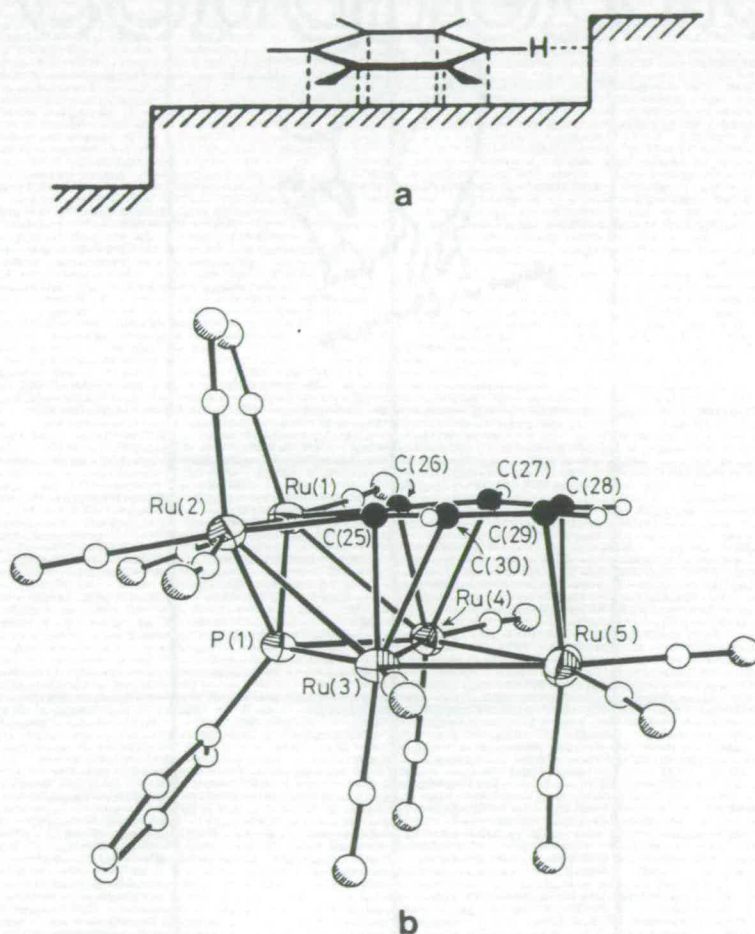 H
a
C(26)
C(27)
Ru(1)
C(28)
Ru(2)
C(25)
C(29)
C(30)
Ru(4)
P(1)
Ru(5)
Ru(3)
b